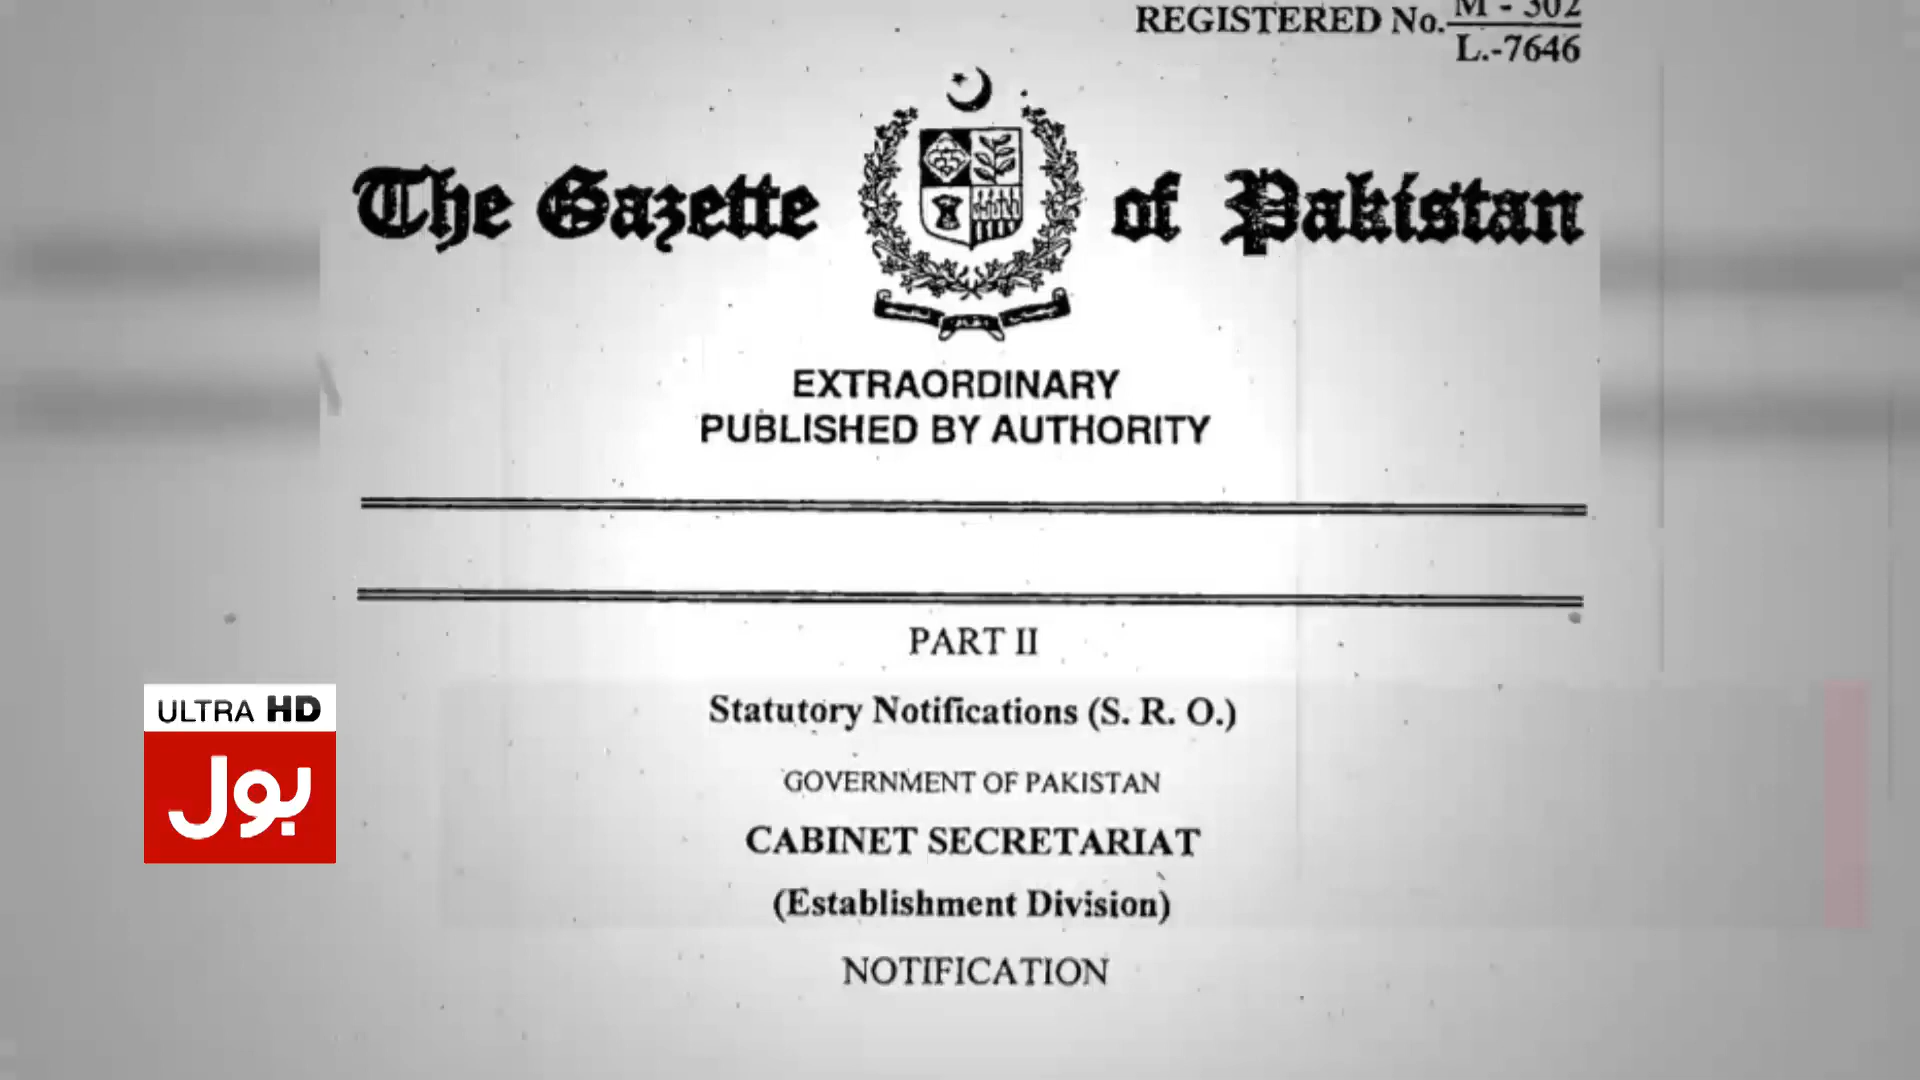 REGISTERED No. M - 302
L.-7646
The Gazette of Pakistan
EXTRAORDINARY
PUBLISHED BY AUTHORITY
PART II
Statutory Notifications (S. R. O.)
GOVERNMENT OF PAKISTAN
CABINET SECRETARIAT
(Establishment Division)
NOTIFICATION
ULTRA HD
بول